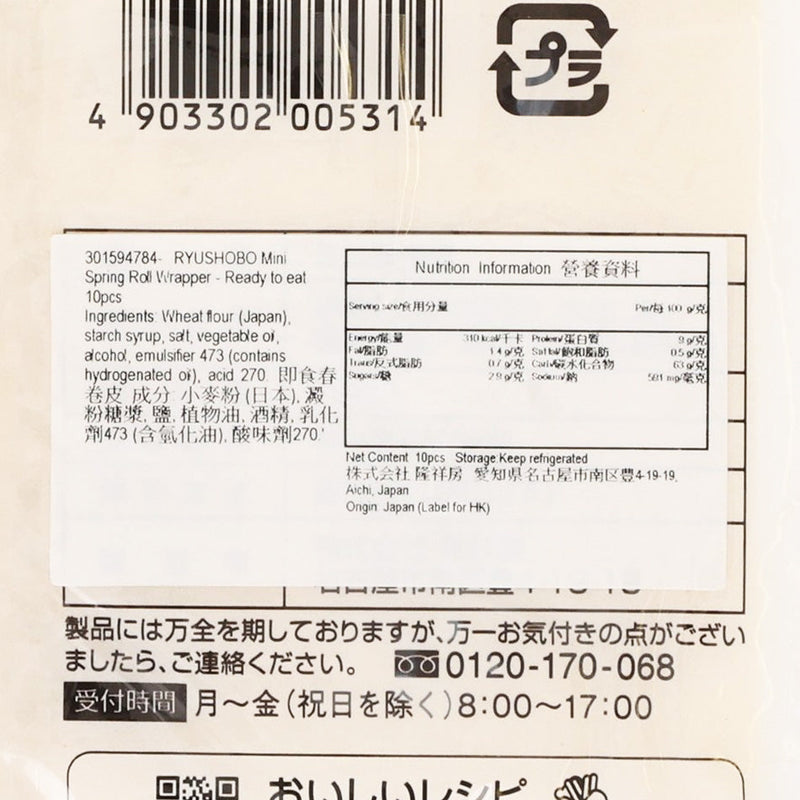 4 903302 005314
プラ
301594784- RYUSHOBO Mini
Spring Roll Wrapper - Ready to eat
10pcs
Ingredients: Wheat flour (Japan),
starch syrup, salt, vegetable oil,
alcohol, emulsifier 473 (contains
hydrogenated oil), acid 270. 即食春
卷皮 成分: 小麥粉 (日本), 澱
粉糖漿, 鹽, 植物油, 酒精, 乳化
劑473 (含氫化油), 酸味劑270.'
Nutrition Information 營養資料
Serving size/食用分量 Per/每 100 g/克
Energy/能量 310 kcal/千卡 Protein/蛋白質 9 g/克
Fat/脂肪 1.4 g/克 Sat fat/飽和脂肪 0.5 g/克
Trans/反式脂肪 0.7 g/克 Carb/碳水化合物 63 g/克
Sugars/糖 2.9 g/克 Sodium/鈉 581 mg/毫克
Net Content: 10pcs Storage:Keep refrigerated
株式会社 隆祥房 愛知県名古屋市南区豊4-19-19,
Aichi, Japan
Origin: Japan (Label for HK)
製品には万全を期しておりますが、万一お気付きの点がござい
ましたら、ご連絡ください。 0120-170-068
受付時間 月～金(祝日を除く)8:00～17:00
おいしいレシピ